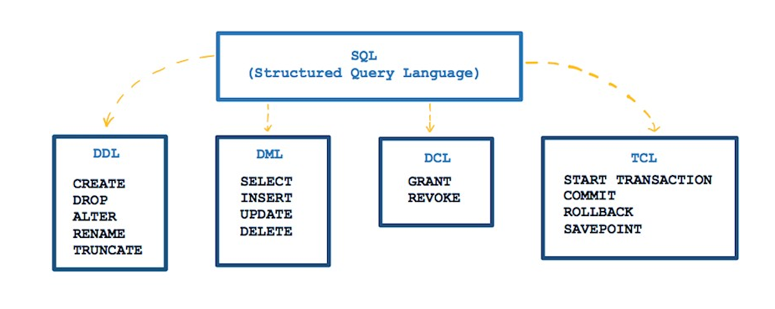 SQL
(Structured Query Language)
DDL
CREATE
DROP
ALTER
RENAME
TRUNCATE
DML
SELECT
INSERT
UPDATE
DELETE
DCL
GRANT
REVOKE
TCL
START TRANSACTION
COMMIT
ROLLBACK
SAVEPOINT